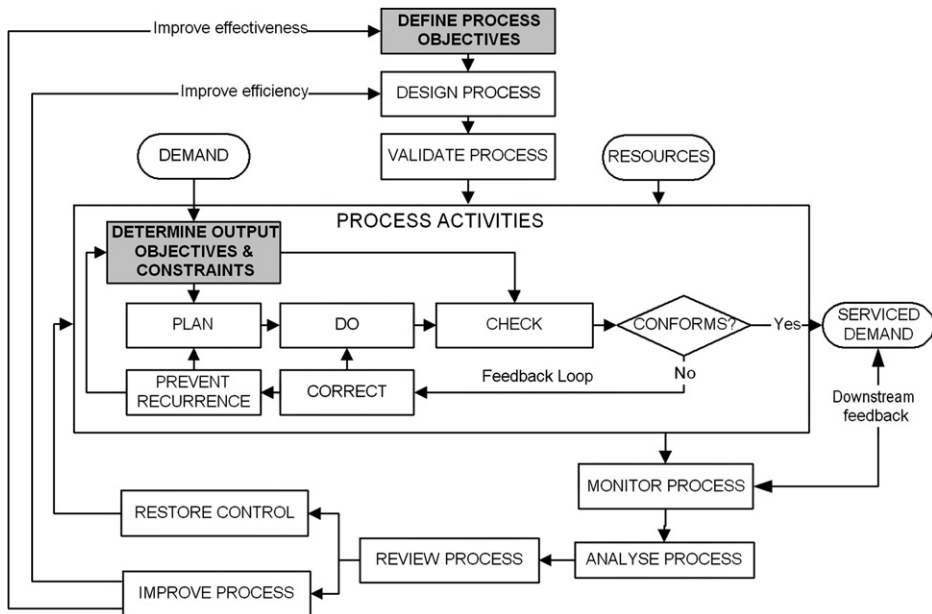 Improve effectiveness
DEFINE PROCESS
OBJECTIVES
Improve efficiency
DESIGN PROCESS
DEMAND
VALIDATE PROCESS
RESOURCES
PROCESS ACTIVITIES
DETERMINE OUTPUT
OBJECTIVES &
CONSTRAINTS
PLAN
DO
CHECK
CONFORMS?
Yes
SERVICED
DEMAND
PREVENT
RECURRENCE
CORRECT
Feedback Loop
No
Downstream
feedback
MONITOR PROCESS
RESTORE CONTROL
REVIEW PROCESS
ANALYSE PROCESS
IMPROVE PROCESS